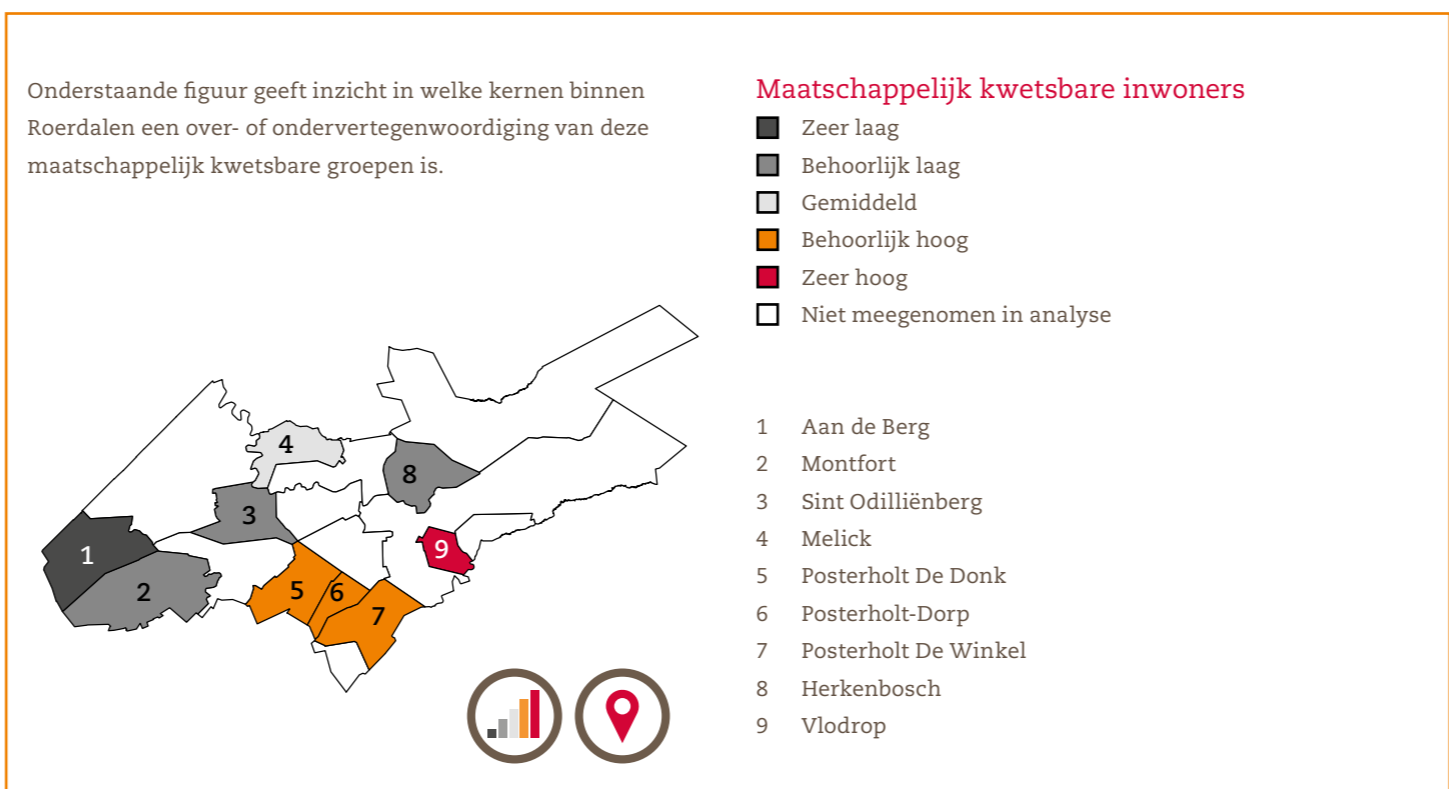 Onderstaande figuur geeft inzicht in welke kernen binnen
Roerdalen een over- of ondervertegenwoordiging van deze
maatschappelijk kwetsbare groepen is.
Maatschappelijk kwetsbare inwoners
Zeer laag
Behoorlijk laag
Gemiddeld
Behoorlijk hoog
Zeer hoog
Niet meegenomen in analyse
4
8
3
1
9
2
5
6
7
1 Aan de Berg
2 Montfort
3 Sint Odilliënberg
4 Melick
5 Posterholt De Donk
6 Posterholt-Dorp
7 Posterholt De Winkel
8 Herkenbosch
9 Vlodrop